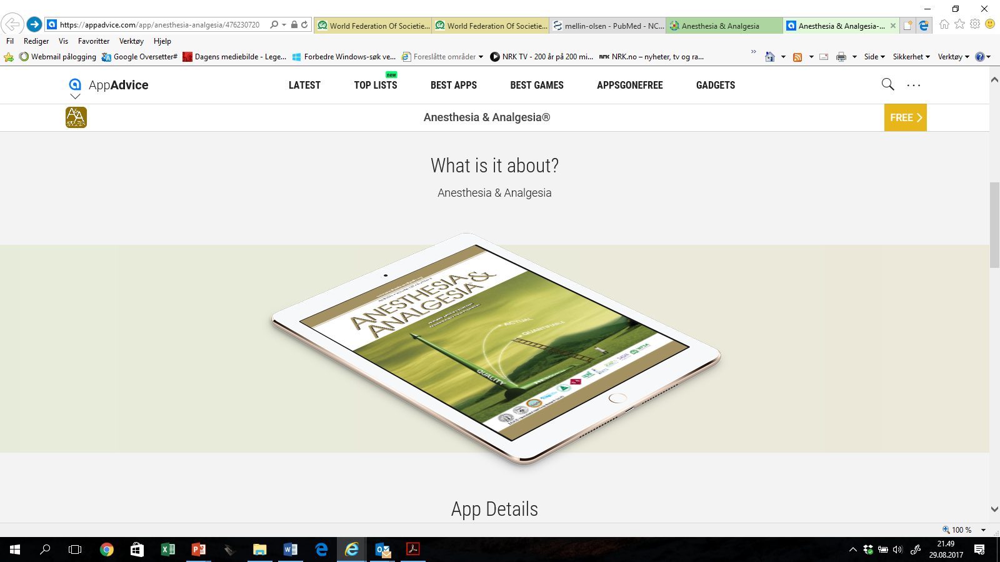 https://appadvice.com/app/anesthesia-analgesia/476230720
World Federation Of Societie...
World Federation Of Societie...
mellin-olsen - PubMed - NC...
Anesthesia & Analgesia
Anesthesia & Analgesia-...
Fil Rediger Vis Favoritter Verktøy Hjelp
Webmail pålogging Google Oversetter# Dagens mediebilde - Lege... Forbedre Windows-søk ve... Foreslåtte områder NRK TV - 200 år på 200 mi... NRK.no – nyheter, tv og ra... » Side Sikkerhet Verktøy
AppAdvice LATEST TOP LISTS new BEST APPS BEST GAMES APPSGONEFREE GADGETS
Anesthesia & Analgesia®
FREE
What is it about?
Anesthesia & Analgesia
ANESTHESIA &
ANALGESIA
ACTUAL
QUANTIFIABLE
QUALITY
App Details
100 %
21.49
29.08.2017